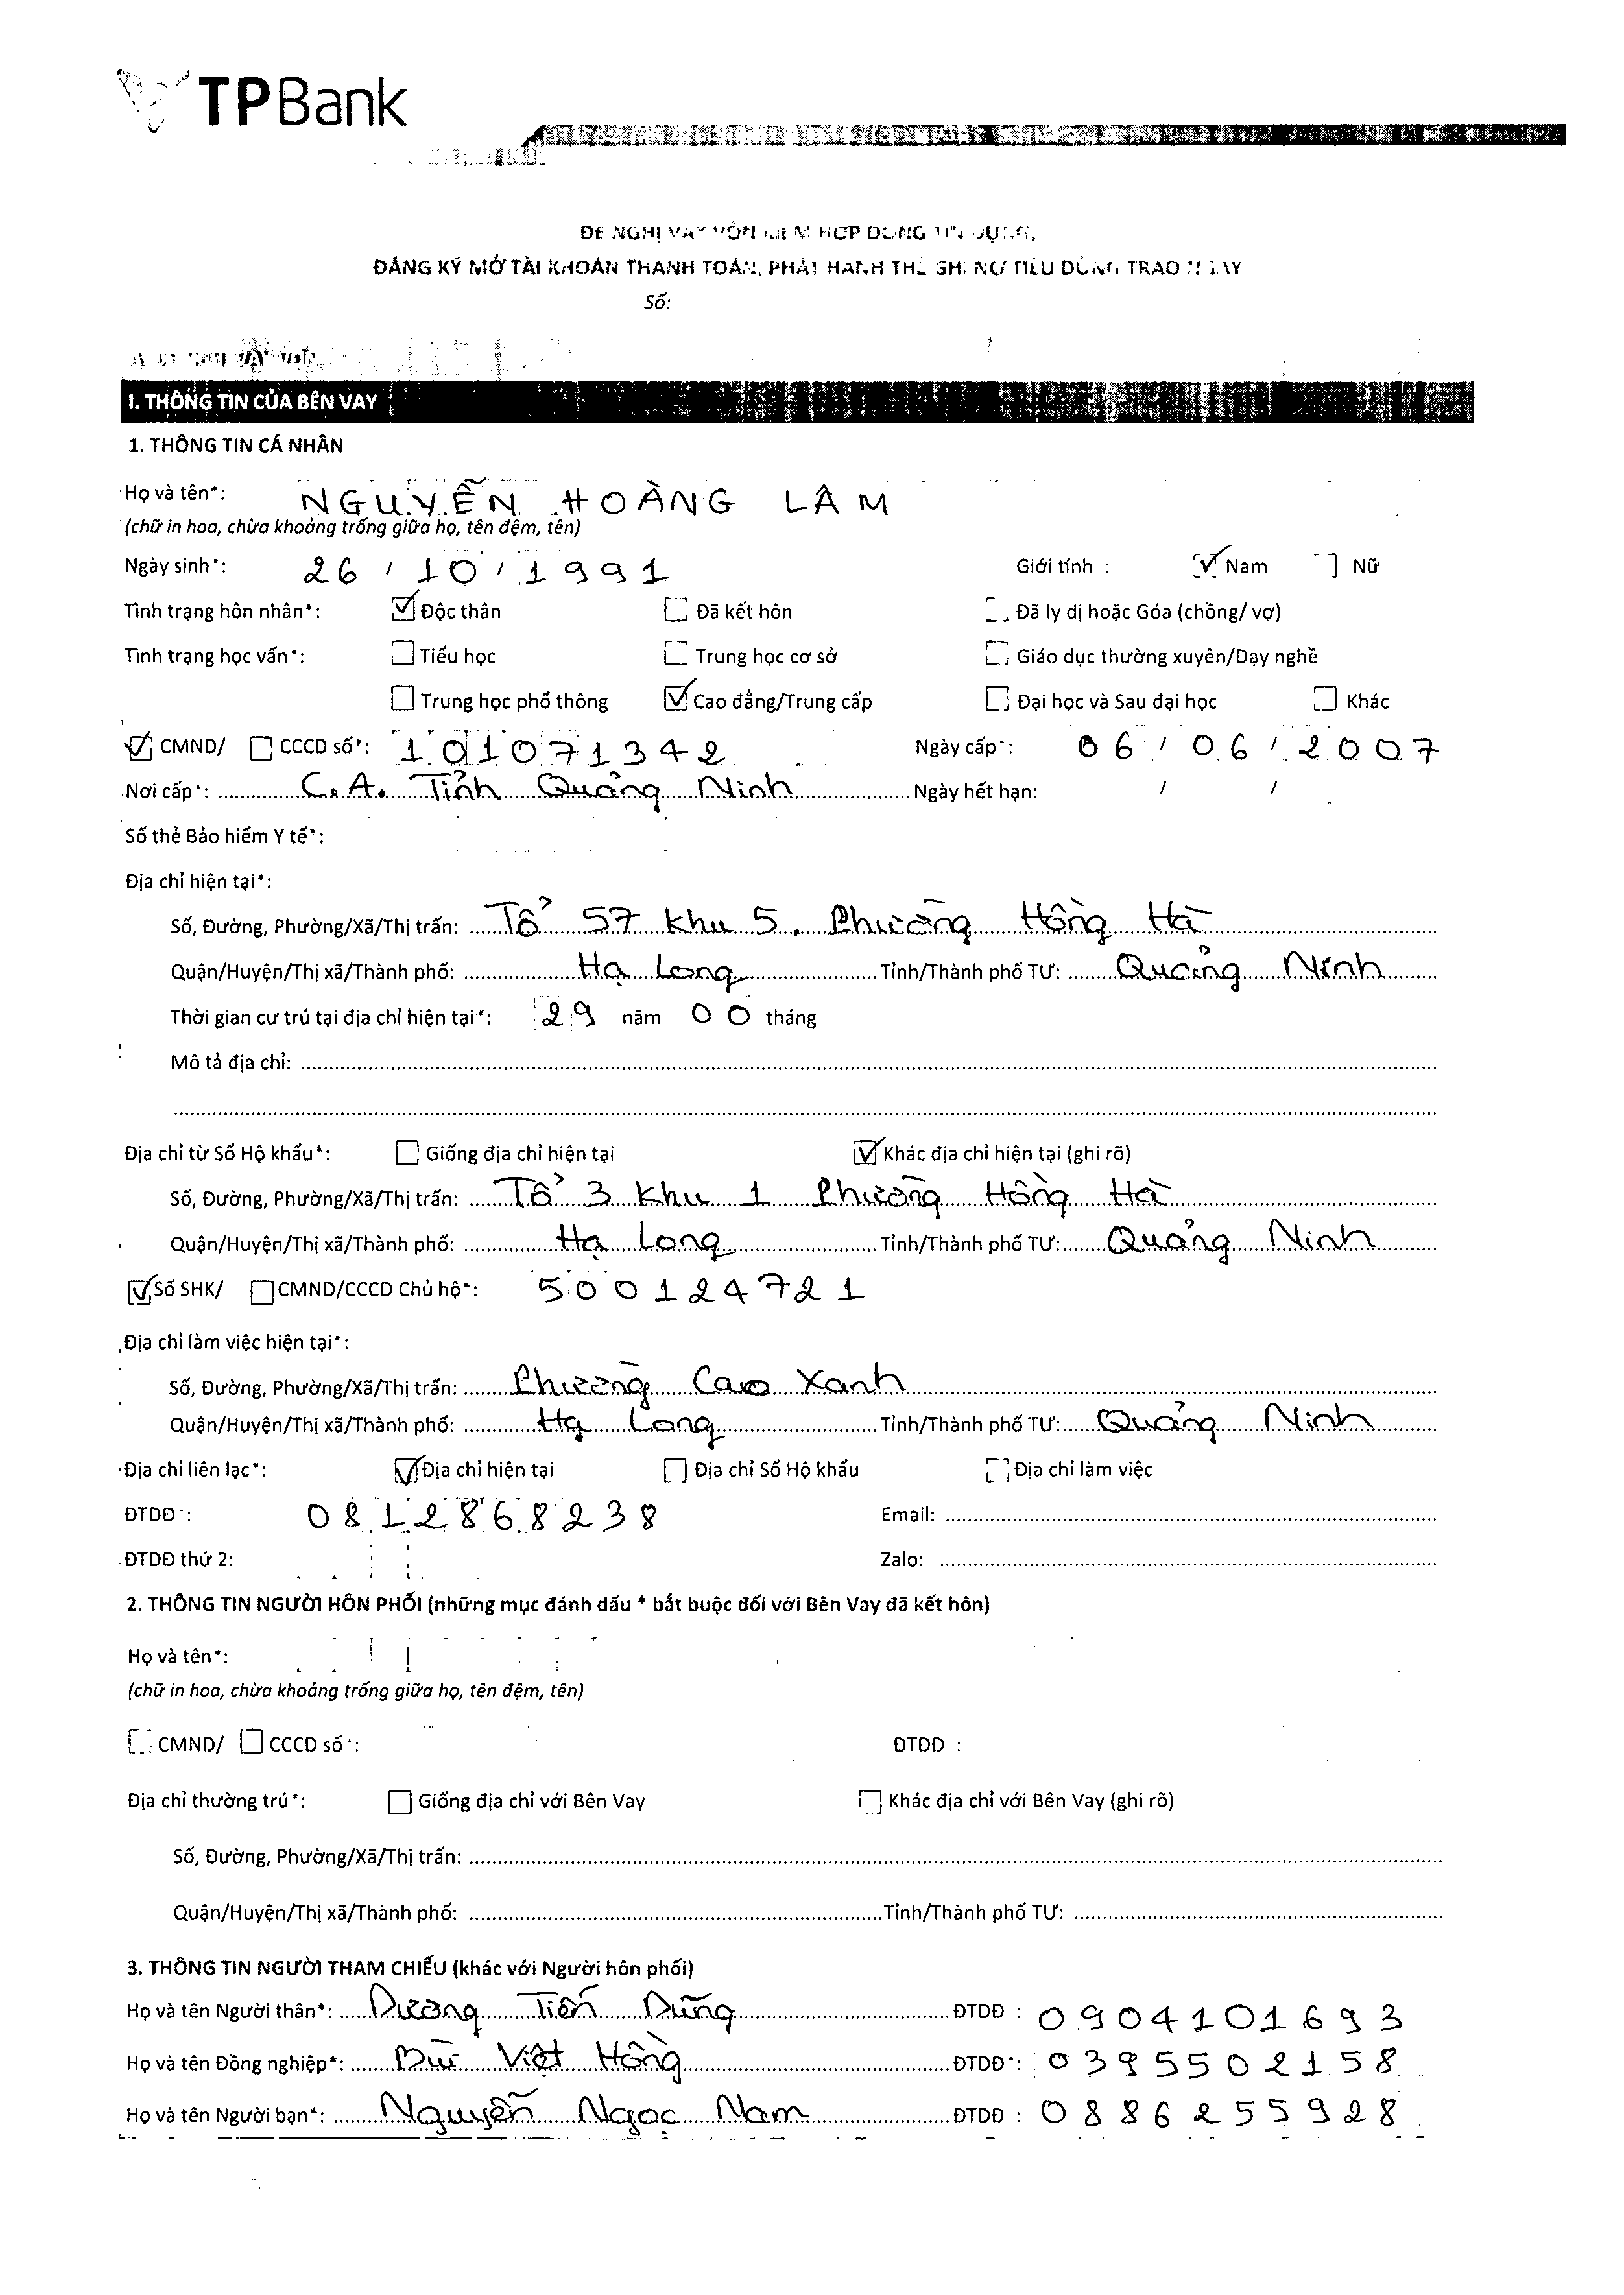 TPBank
ĐỀ NGHỊ VAY VỐN KIÊM HỢP ĐỒNG TÍN DỤNG,
ĐĂNG KÝ MỞ TÀI KHOẢN THANH TOÁN, PHÁT HÀNH THẺ GHI NỢ TIÊU DÙNG TRAO NGAY
Số:
I. THÔNG TIN CỦA BÊN VAY
1. THÔNG TIN CÁ NHÂN
Họ và tên*: NGUYỄN HOÀNG LÂM
(chữ in hoa, chừa khoảng trống giữa họ, tên đệm, tên)
Ngày sinh*: 26 / 10 / 1991 Giới tính : Nam Nữ
Tình trạng hôn nhân*: Độc thân Đã kết hôn Đã ly dị hoặc Góa (chồng/ vợ)
Tình trạng học vấn*: Tiểu học Trung học cơ sở Giáo dục thường xuyên/Dạy nghề
Trung học phổ thông Cao đẳng/Trung cấp Đại học và Sau đại học Khác
CMND/ CCCD số*: 101071342 Ngày cấp*: 06 / 06 / 2007
Nơi cấp*: C.A. Tỉnh Quảng Ninh Ngày hết hạn: / /
Số thẻ Bảo hiểm Y tế*:
Địa chỉ hiện tại*:
Số, Đường, Phường/Xã/Thị trấn: Tổ 57 Khu 5. Phường Hồng Hà
Quận/Huyện/Thị xã/Thành phố: Hạ Long Tỉnh/Thành phố TƯ: Quảng Ninh
Thời gian cư trú tại địa chỉ hiện tại*: 29 năm 00 tháng
Mô tả địa chỉ:
Địa chỉ từ Sổ Hộ khẩu*: Giống địa chỉ hiện tại Khác địa chỉ hiện tại (ghi rõ)
Số, Đường, Phường/Xã/Thị trấn: Tổ 3 Khu 1 Phường Hồng Hà
Quận/Huyện/Thị xã/Thành phố: Hạ Long Tỉnh/Thành phố TƯ: Quảng Ninh
Số SHK/ CMND/CCCD Chủ hộ*: 500124721
Địa chỉ làm việc hiện tại*:
Số, Đường, Phường/Xã/Thị trấn: Phường Cao Xanh
Quận/Huyện/Thị xã/Thành phố: Hạ Long Tỉnh/Thành phố TƯ: Quảng Ninh
Địa chỉ liên lạc*: Địa chỉ hiện tại Địa chỉ Sổ Hộ khẩu Địa chỉ làm việc
ĐTDĐ*: 0812868238 Email:
ĐTDĐ thứ 2: Zalo:
2. THÔNG TIN NGƯỜI HÔN PHỐI (những mục đánh dấu * bắt buộc đối với Bên Vay đã kết hôn)
Họ và tên*:
(chữ in hoa, chừa khoảng trống giữa họ, tên đệm, tên)
CMND/ CCCD số*: ĐTDĐ :
Địa chỉ thường trú*: Giống địa chỉ với Bên Vay Khác địa chỉ với Bên Vay (ghi rõ)
Số, Đường, Phường/Xã/Thị trấn:
Quận/Huyện/Thị xã/Thành phố: Tỉnh/Thành phố TƯ:
3. THÔNG TIN NGƯỜI THAM CHIẾU (khác với Người hôn phối)
Họ và tên Người thân*: Dương Tiến Dũng ĐTDĐ : 0904101693
Họ và tên Đồng nghiệp*: Bùi Việt Hồng ĐTDĐ*: 0395502158
Họ và tên Người bạn*: Nguyễn Ngọc Nam ĐTDĐ : 0886255928